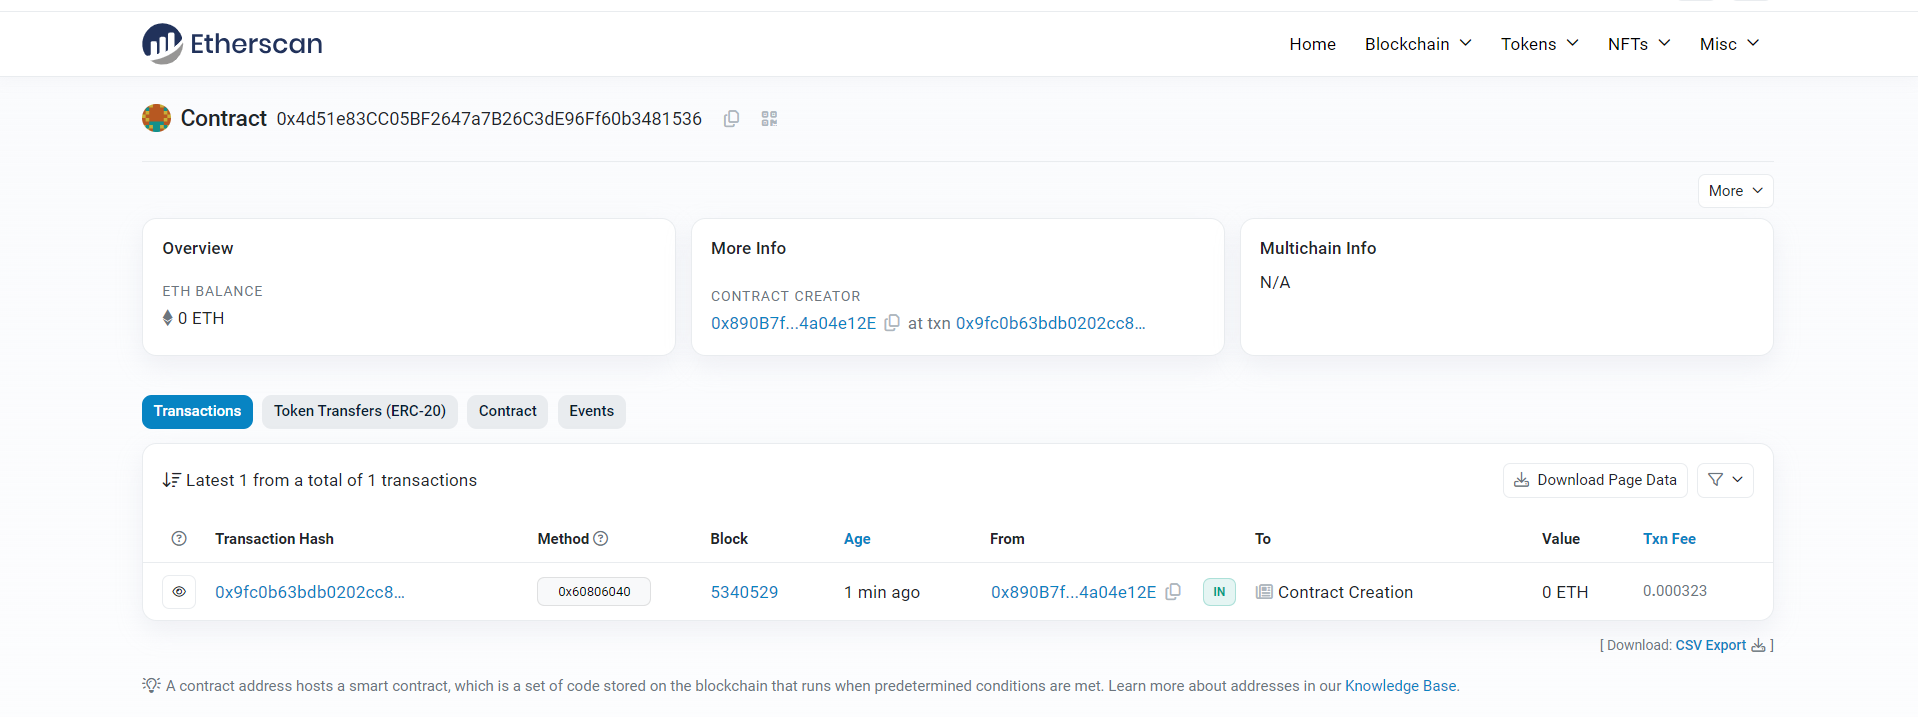 Etherscan
Home Blockchain Tokens NFTs Misc
Contract 0x4d51e83CC05BF2647a7B26C3dE96Ff60b3481536
More
Overview
ETH BALANCE
0 ETH
More Info
CONTRACT CREATOR
0x890B7f...4a04e12E at txn 0x9fc0b63bdb0202cc8...
Multichain Info
N/A
Transactions Token Transfers (ERC-20) Contract Events
Latest 1 from a total of 1 transactions
Download Page Data
Transaction Hash Method Block Age From To Value Txn Fee
0x9fc0b63bdb0202cc8... 0x60806040 5340529 1 min ago 0x890B7f...4a04e12E IN Contract Creation 0 ETH 0.000323
[ Download: CSV Export ]
A contract address hosts a smart contract, which is a set of code stored on the blockchain that runs when predetermined conditions are met. Learn more about addresses in our Knowledge Base.